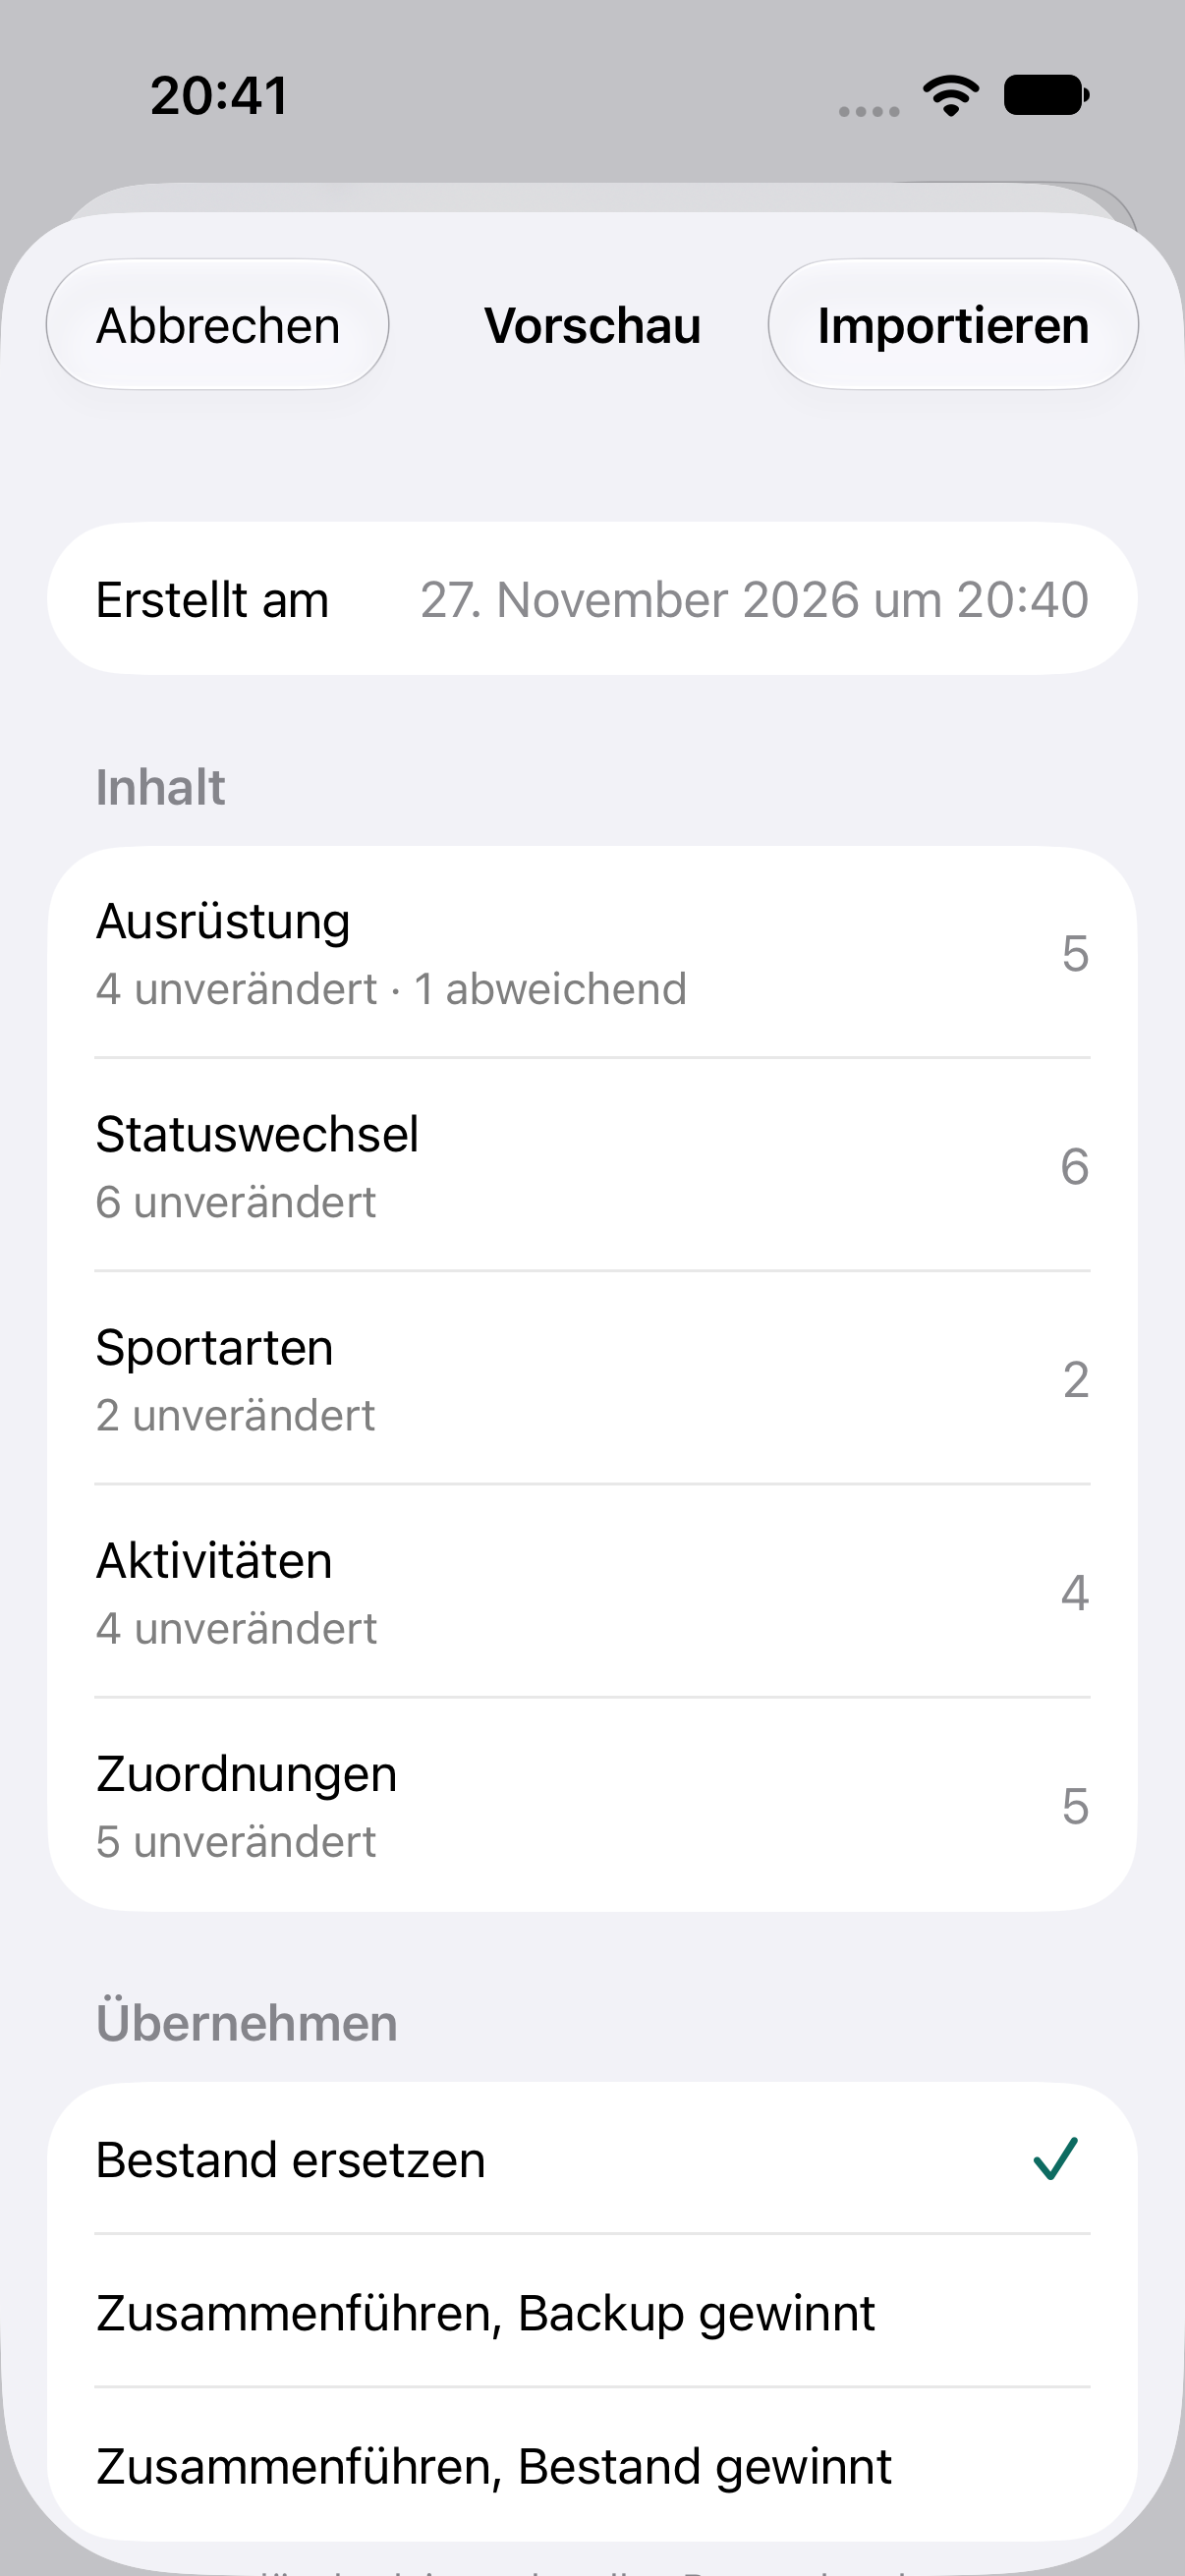 20:41
Abbrechen
Vorschau
Importieren
Erstellt am
27. November 2026 um 20:40
Inhalt
Ausrüstung
4 unverändert · 1 abweichend
5
Statuswechsel
6 unverändert
6
Sportarten
2 unverändert
2
Aktivitäten
4 unverändert
4
Zuordnungen
5 unverändert
5
Übernehmen
Bestand ersetzen
Zusammenführen, Backup gewinnt
Zusammenführen, Bestand gewinnt